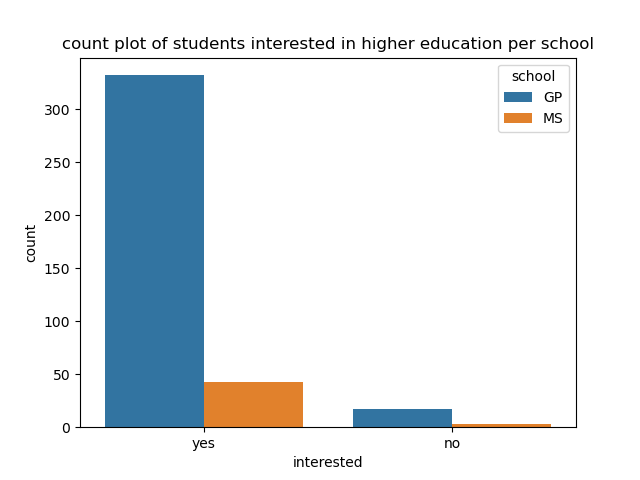 count plot of students interested in higher education per school
school
GP
MS
300
250
200
150
100
50
0
count
yes
no
interested